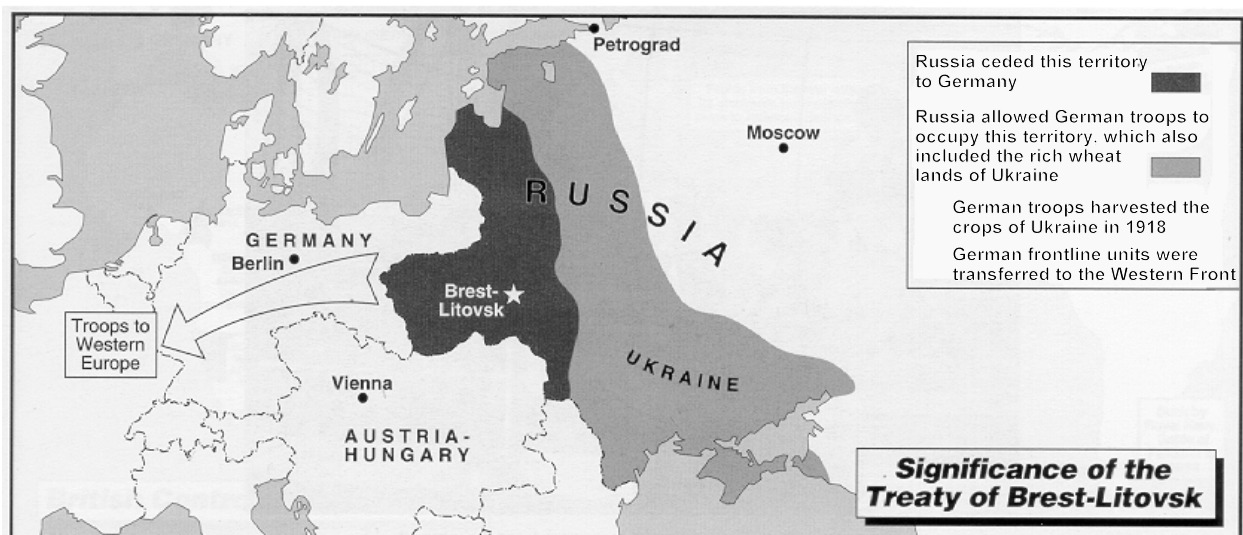 Petrograd
Russia ceded this territory
to Germany
Russia allowed German troops to
occupy this territory. which also
included the rich wheat
lands of Ukraine
German troops harvested the
crops of Ukraine in 1918
German frontline units were
transferred to the Western Front
Moscow
RUSSIA
GERMANY
Berlin
Brest-
Litovsk
Troops to
Western
Europe
UKRAINE
Vienna
AUSTRIA-
HUNGARY
Significance of the
Treaty of Brest-Litovsk